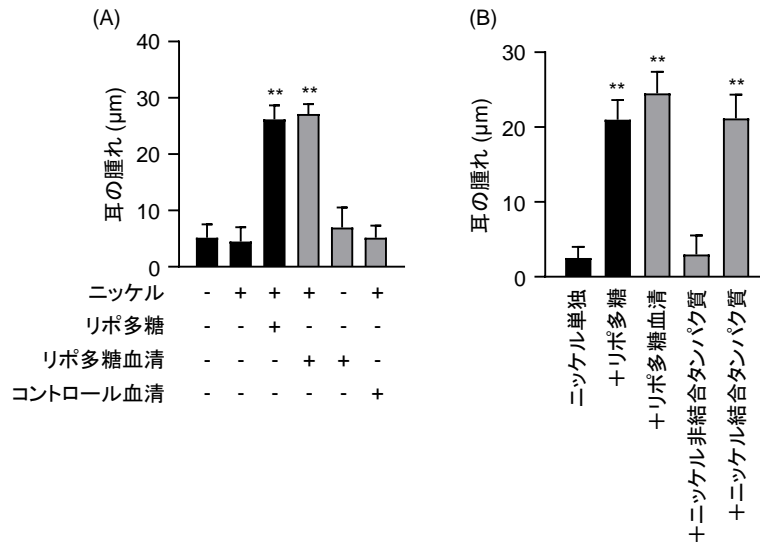 (A)
耳の腫れ (μm)
40
30
20
10
0
** **
ニッケル - + + + - +
リポ多糖 - - + - - -
リポ多糖血清 - - - + + -
コントロール血清 - - - - - +
(B)
耳の腫れ (μm)
30
20
10
0
** ** **
ニッケル単独
＋リポ多糖
＋リポ多糖血清
＋ニッケル非結合タンパク質
＋ニッケル結合タンパク質